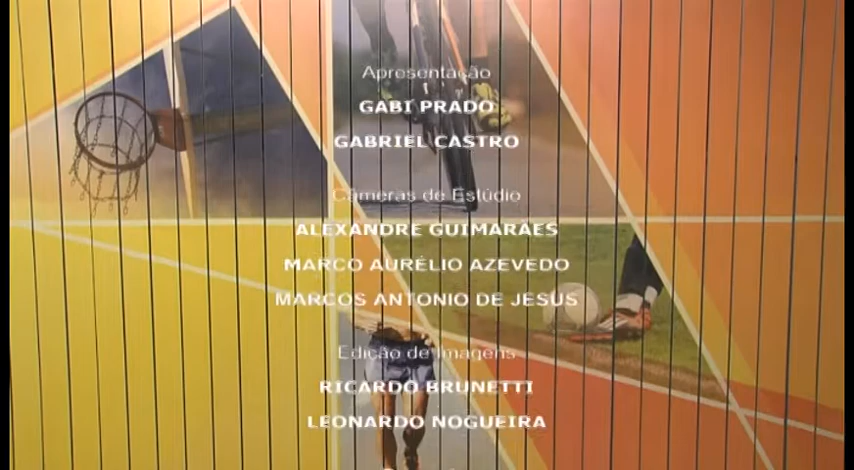 Apresentação
GABI PRADO
GABRIEL CASTRO
Câmeras de Estúdio
ALEXANDRE GUIMARÃES
MARCO AURÉLIO AZEVEDO
MARCOS ANTONIO DE JESUS
Edição de Imagens
RICARDO BRUNETTI
LEONARDO NOGUEIRA